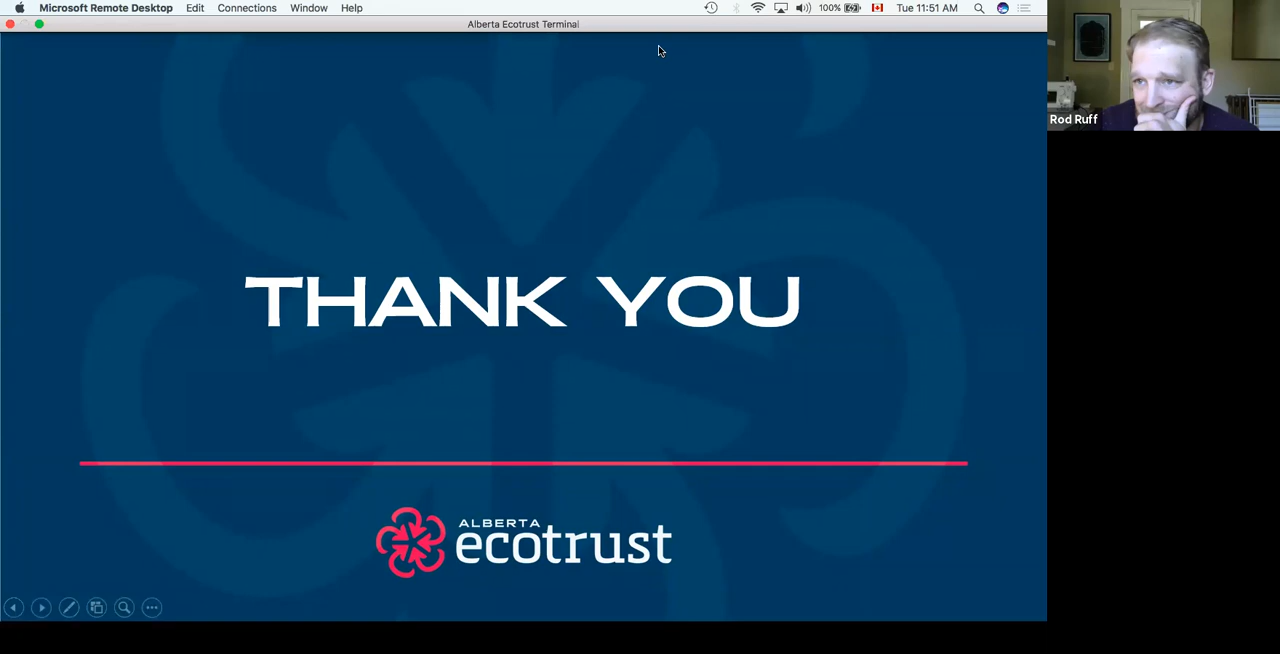 Microsoft Remote Desktop Edit Connections Window Help 100% Tue 11:51 AM
Alberta Ecotrust Terminal
Rod Ruff
THANK YOU
ALBERTA
ecotrust